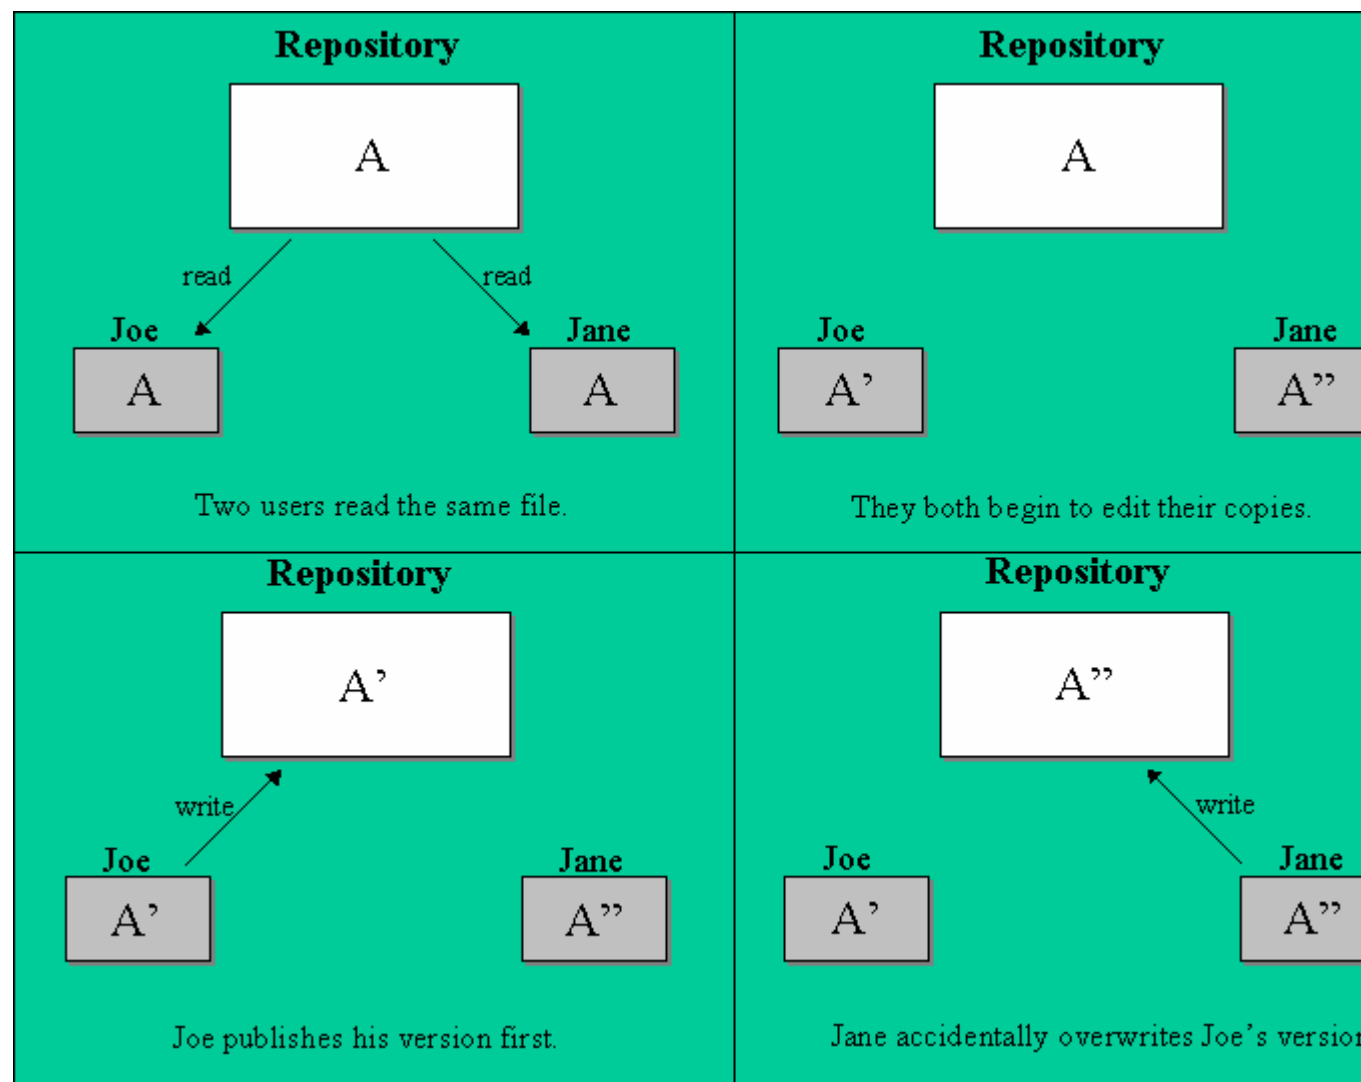 Repository
A
read
read
Joe
Jane
A
A
Two users read the same file.
Repository
A
Joe
Jane
A’
A”
They both begin to edit their copies.
Repository
A’
write
Joe
Jane
A’
A”
Joe publishes his version first.
Repository
A”
write
Joe
Jane
A’
A”
Jane accidentally overwrites Joe’s version